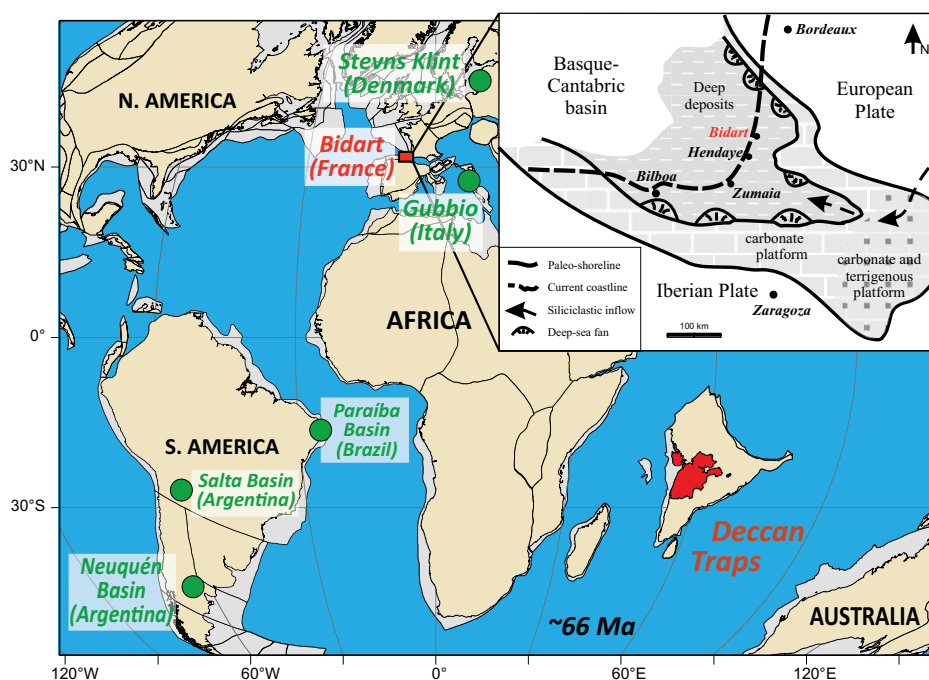 N. AMERICA
Stevns Klint
(Denmark)
Bidart
(France)
Gubbio
(Italy)
AFRICA
S. AMERICA
Paraíba
Basin
(Brazil)
Salta Basin
(Argentina)
Neuquén
Basin
(Argentina)
Deccan
Traps
~66 Ma
AUSTRALIA
30°N
0°
30°S
120°W
60°W
0°E
60°E
120°E
Bordeaux
N
Basque-
Cantabric
basin
Deep
deposits
European
Plate
Bidart
Hendaye
Bilboa
Zumaia
carbonate
platform
carbonate and
terrigenous
platform
Iberian Plate
Zaragoza
100 km
Paleo-shoreline
Current coastline
Siliciclastic inflow
Deep-sea fan